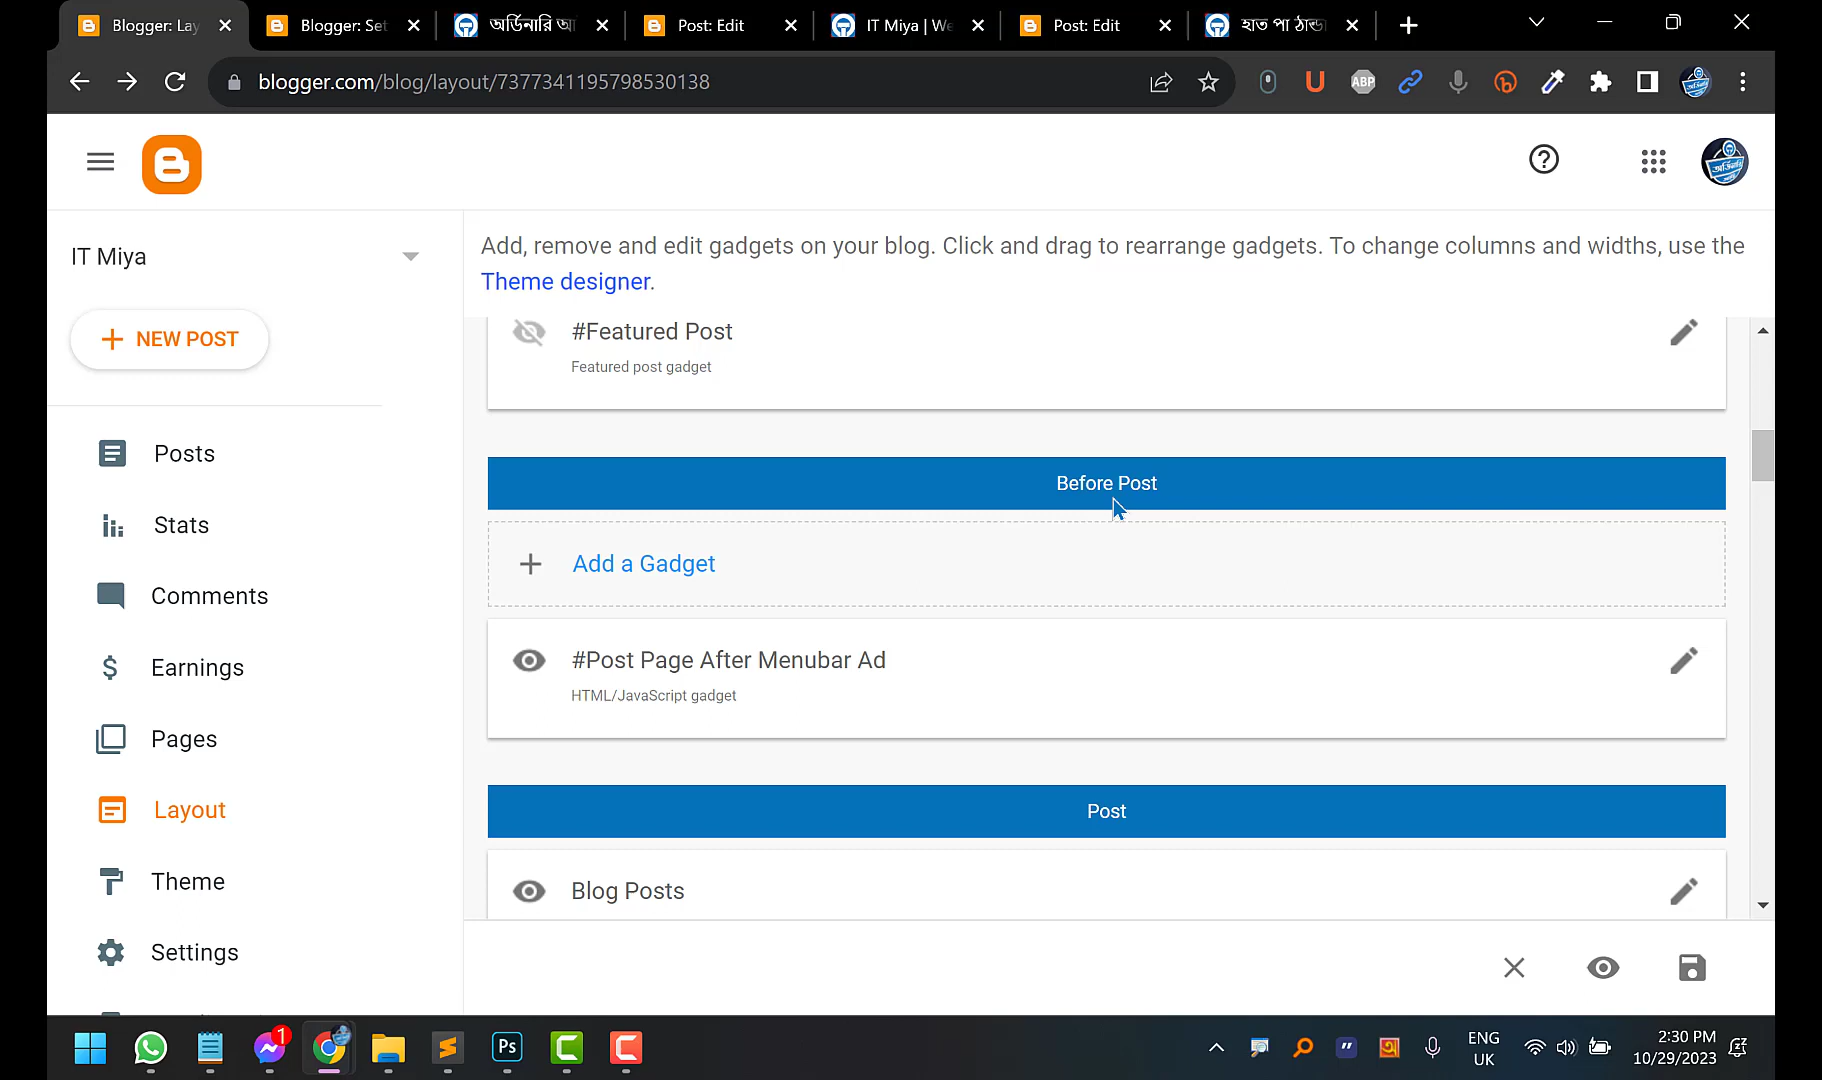 Blogger: Lay
Blogger: Set
অর্ডিনারি আ
Post: Edit
IT Miya | We
Post: Edit
হাত পা ঠান্ডা
blogger.com/blog/layout/7377341195798530138
ABP
IT Miya
NEW POST
Posts
Stats
Comments
Earnings
Pages
Layout
Theme
Settings
Add, remove and edit gadgets on your blog. Click and drag to rearrange gadgets. To change columns and widths, use the
Theme designer.
#Featured Post
Featured post gadget
Before Post
Add a Gadget
#Post Page After Menubar Ad
HTML/JavaScript gadget
Post
Blog Posts
1
Ps
ENG
UK
2:30 PM
10/29/2023